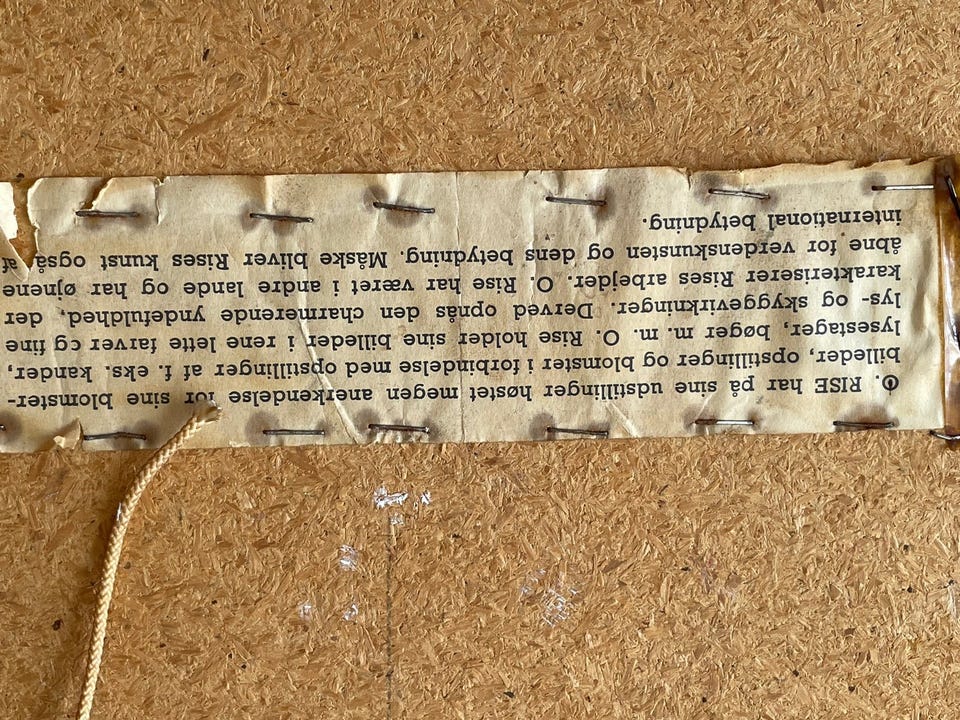 O. RISE har på sine udstillinger høstet megen anerkendelse for sine blomster-
billeder, opstillinger og blomster i forbindelse med opstillinger af f. eks. kander,
lysestager, bøger m. m. O. Rise holder sine billeder i rene lette farver og fine
lys- og skyggevirkninger. Derved opnås den charmerende yndefuldhed, der
karakteriserer Rises arbejder. O. Rise har været i andre lande og har øjnene
åbne for verdenskunsten og dens betydning. Måske bliver Rises kunst også af
international betydning.